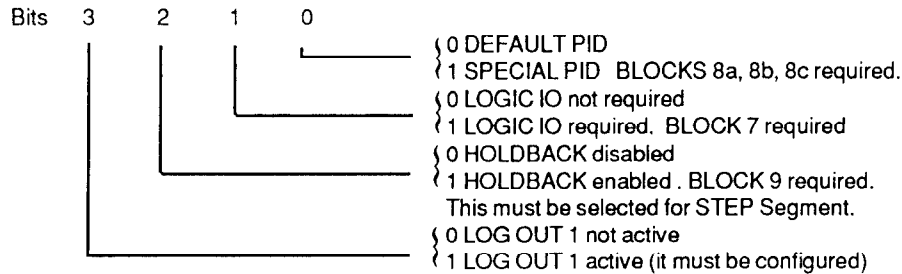 Bits 3 2 1 0
0 DEFAULT PID
1 SPECIAL PID BLOCKS 8a, 8b, 8c required.
0 LOGIC IO not required
1 LOGIC IO required. BLOCK 7 required
0 HOLDBACK disabled
1 HOLDBACK enabled . BLOCK 9 required.
This must be selected for STEP Segment.
0 LOG OUT 1 not active
1 LOG OUT 1 active (it must be configured)